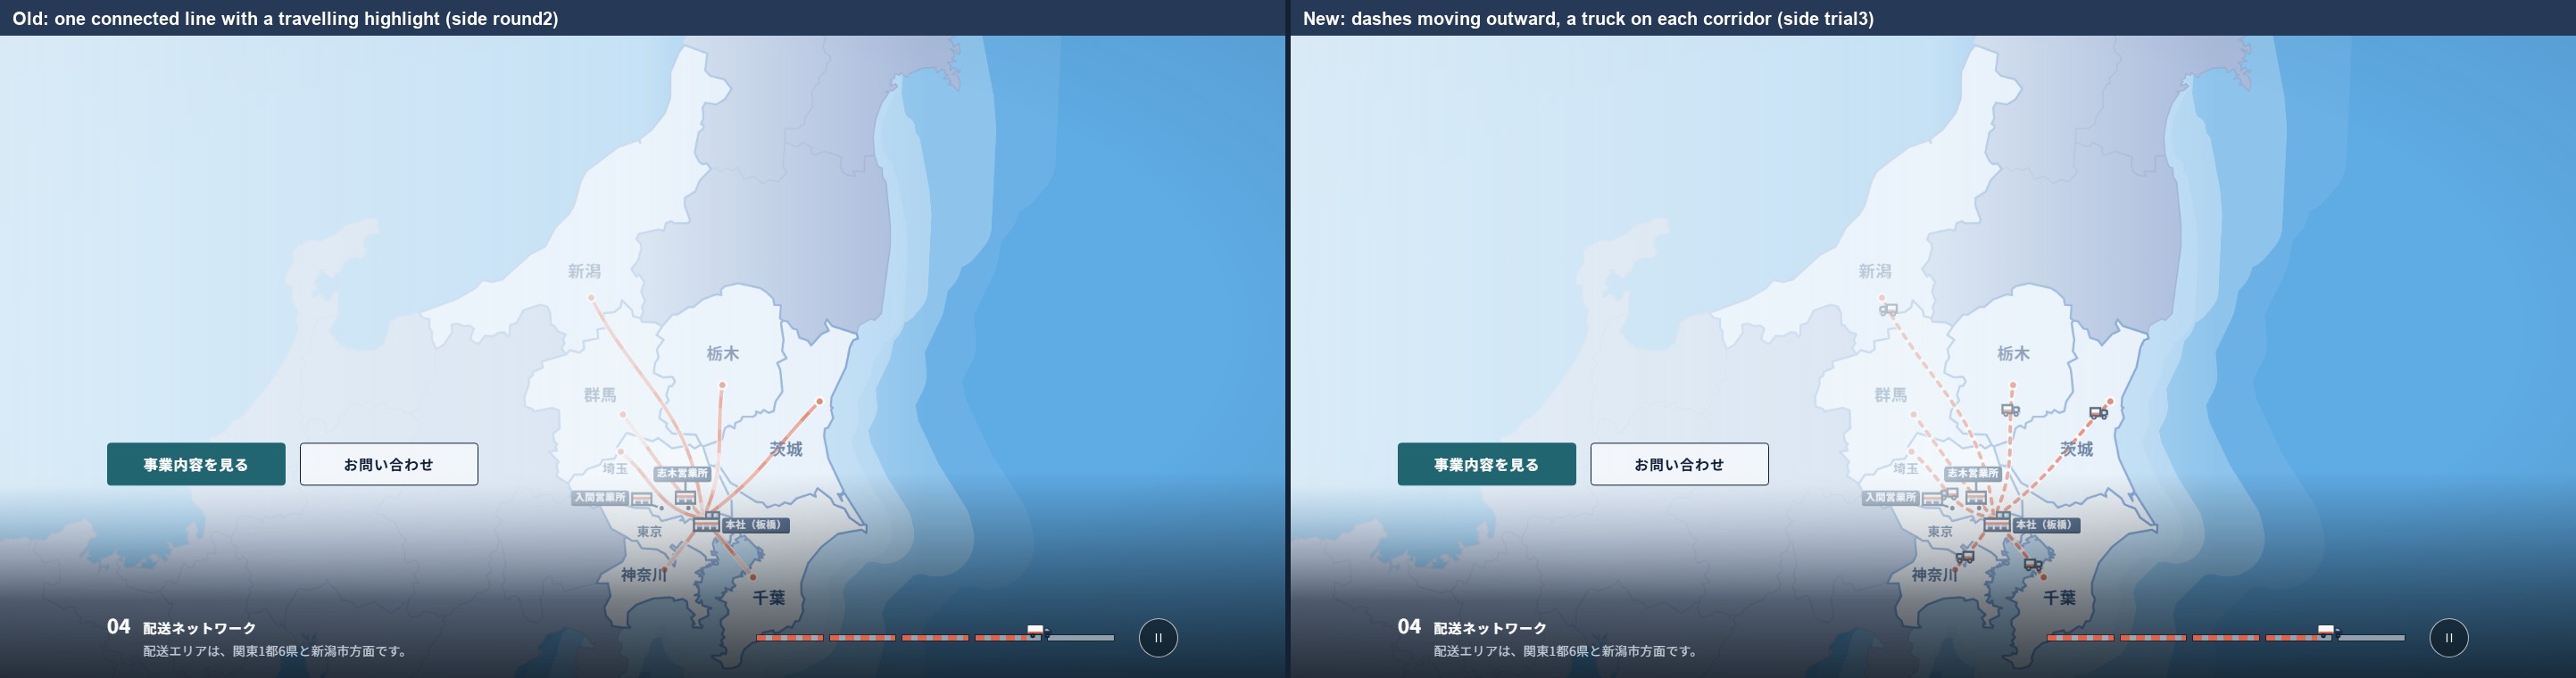 Old: one connected line with a travelling highlight (side round2)
新潟
栃木
群馬
茨城
埼玉
志木営業所
入間営業所
本社（板橋）
東京
神奈川
千葉
事業内容を見る
お問い合わせ
04 配送ネットワーク
配送エリアは、関東1都6県と新潟市方面です。
New: dashes moving outward, a truck on each corridor (side trial3)
新潟
栃木
群馬
茨城
埼玉
志木営業所
入間営業所
本社（板橋）
東京
神奈川
千葉
事業内容を見る
お問い合わせ
04 配送ネットワーク
配送エリアは、関東1都6県と新潟市方面です。